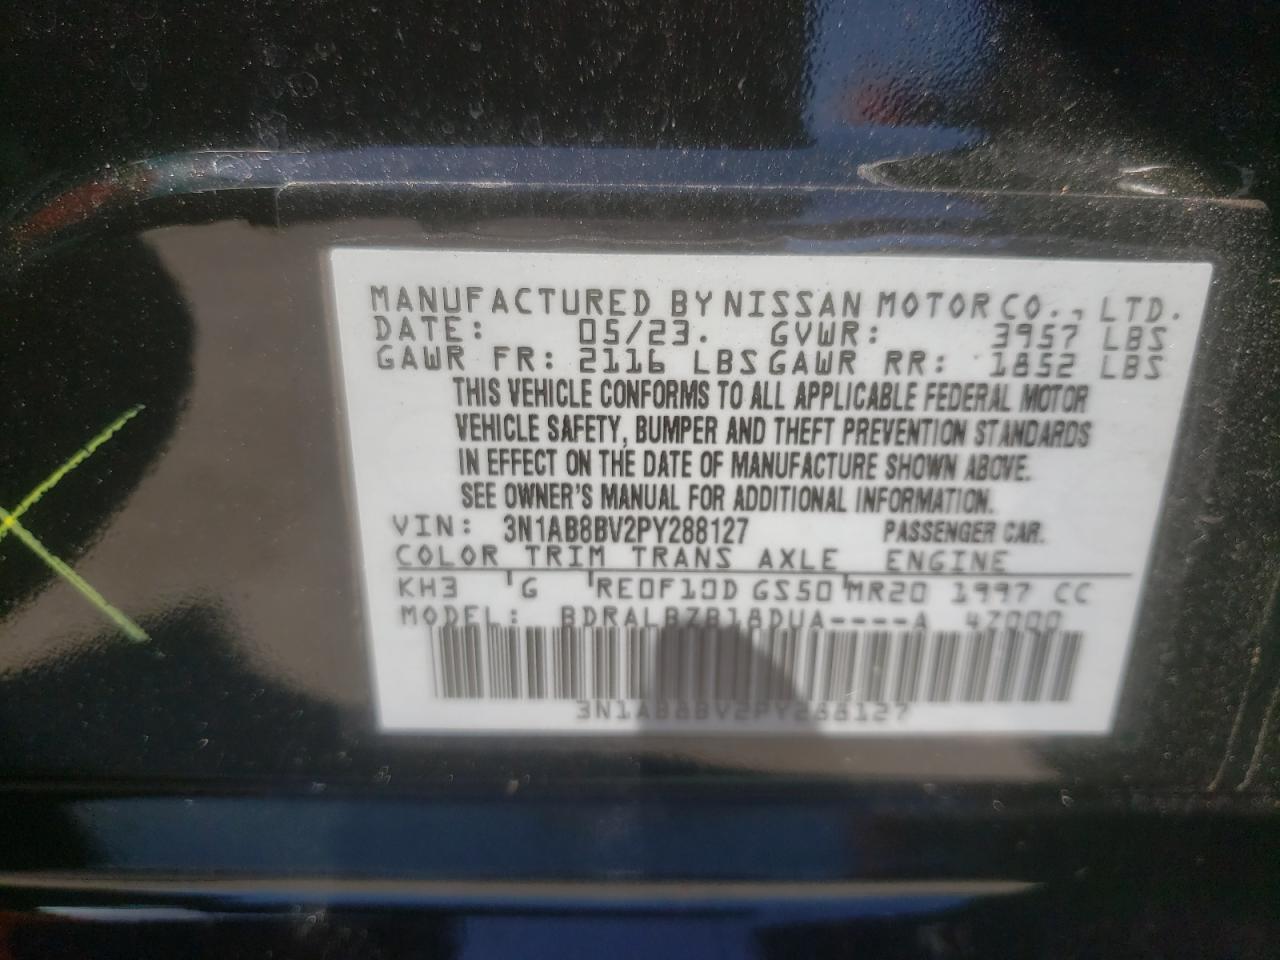 MANUFACTURED BY NISSAN MOTOR CO., LTD.
DATE: 05/23. GVWR: 3957 LBS
GAWR FR: 2116 LBS GAWR RR: 1852 LBS
THIS VEHICLE CONFORMS TO ALL APPLICABLE FEDERAL MOTOR
VEHICLE SAFETY, BUMPER AND THEFT PREVENTION STANDARDS
IN EFFECT ON THE DATE OF MANUFACTURE SHOWN ABOVE.
SEE OWNER'S MANUAL FOR ADDITIONAL INFORMATION.
VIN: 3N1AB8BV2PY288127 PASSENGER CAR.
COLOR TRIM TRANS AXLE ENGINE
KH3 G RE0F10D GS50 MR20 1997 CC
MODEL: BDRALBZB18DUA----A 47000
3N1AB8BV2PY288127